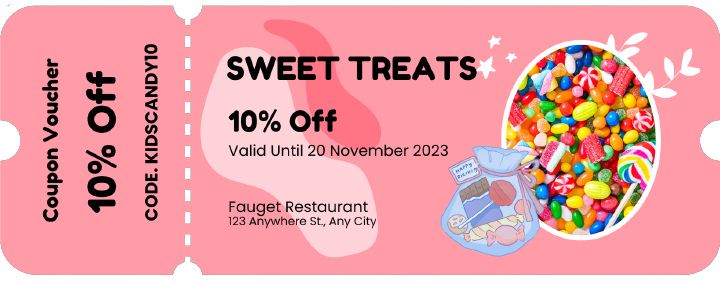 Coupon Voucher
10% Off
CODE. KIDSCANDY10
SWEET TREATS
10% Off
Valid Until 20 November 2023
Fauget Restaurant
123 Anywhere St., Any City
HAPPY